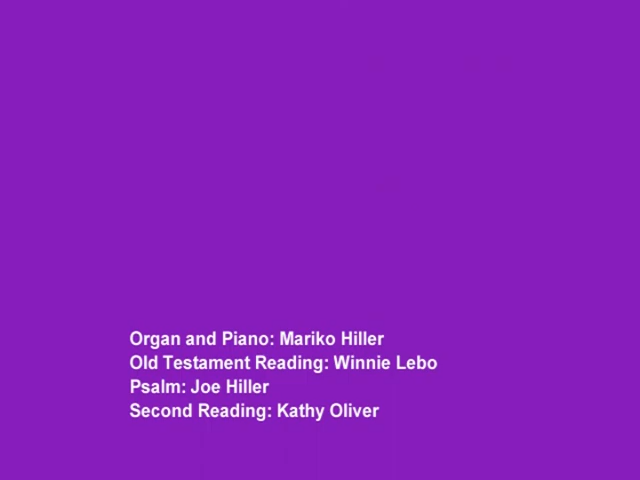 Organ and Piano: Mariko Hiller
Old Testament Reading: Winnie Lebo
Psalm: Joe Hiller
Second Reading: Kathy Oliver